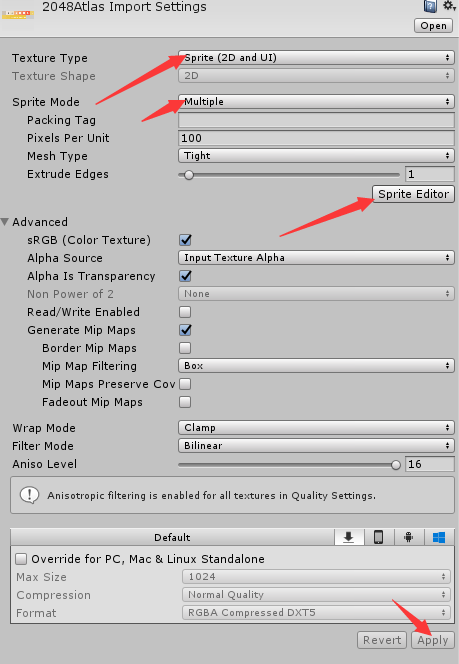 2048Atlas Import Settings
Open
Texture Type Sprite (2D and UI)
Texture Shape 2D
Sprite Mode Multiple
Packing Tag
Pixels Per Unit 100
Mesh Type Tight
Extrude Edges 1
Sprite Editor
Advanced
sRGB (Color Texture)
Alpha Source Input Texture Alpha
Alpha Is Transparency
Non Power of 2 None
Read/Write Enabled
Generate Mip Maps
Border Mip Maps
Mip Map Filtering Box
Mip Maps Preserve Cov
Fadeout Mip Maps
Wrap Mode Clamp
Filter Mode Bilinear
Aniso Level 16
Anisotropic filtering is enabled for all textures in Quality Settings.
Default
Override for PC, Mac & Linux Standalone
Max Size 1024
Compression Normal Quality
Format RGBA Compressed DXT5
Revert Apply